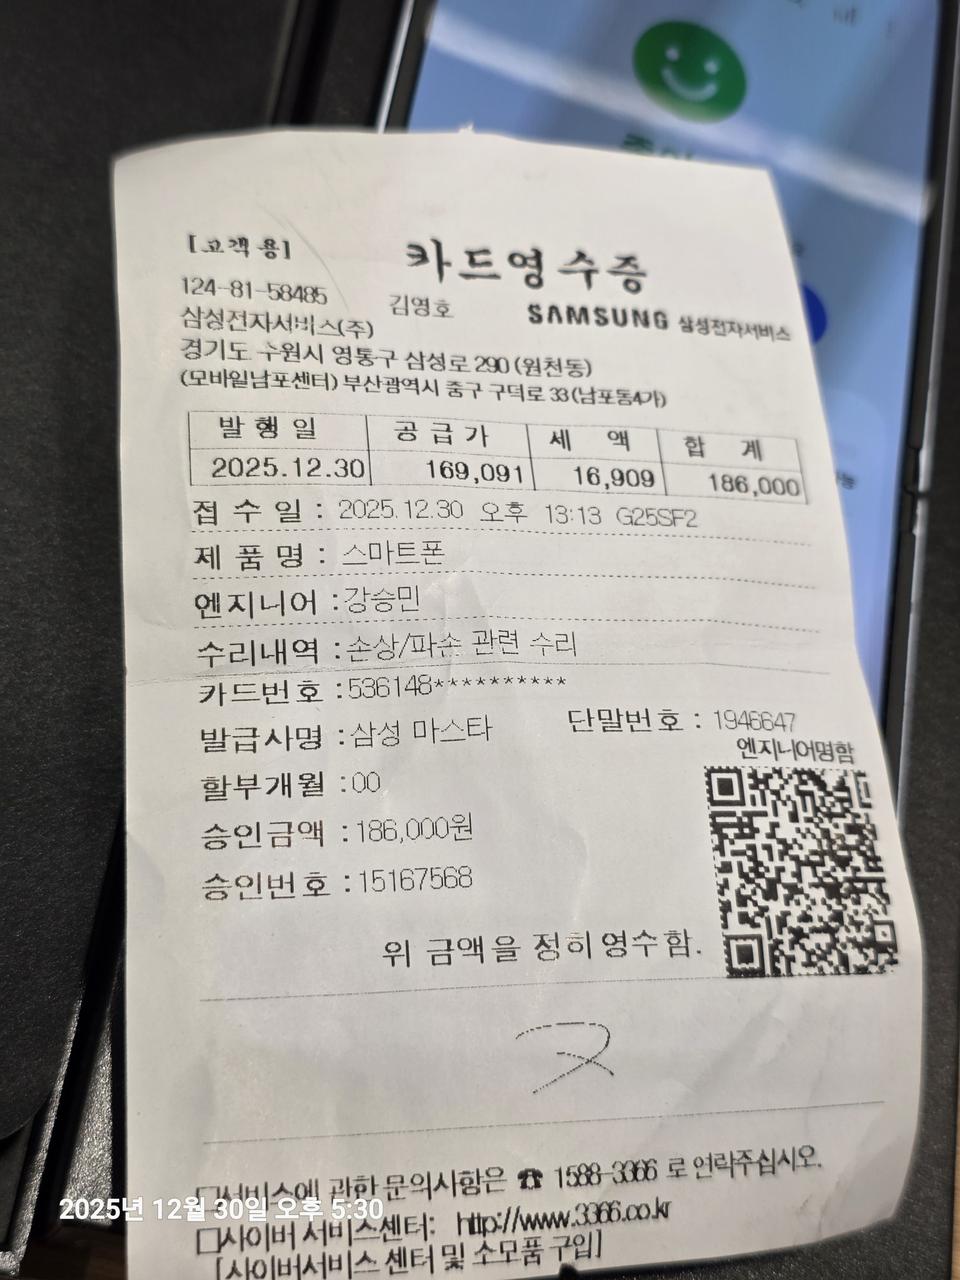 [고객용] 카드영수증
124-81-58485 김영호 SAMSUNG 삼성전자서비스
삼성전자서비스(주)
경기도 수원시 영통구 삼성로 290 (원천동)
(모바일남포센터) 부산광역시 중구 구덕로 33(남포동4가)
발행일 공급가 세액 합계
2025.12.30 169,091 16,909 186,000
접수일 : 2025.12.30 오후 13:13 G25SF2
제품명 : 스마트폰
엔지니어 : 강승민
수리내역 : 손상/파손 관련 수리
카드번호 : 536148**********
발급사명 : 삼성 마스타 단말번호 : 1946647
엔지니어명함
할부개월 : 00
승인금액 : 186,000원
승인번호 : 15167568
위 금액을 정히 영수함.
□서비스에 관한 문의사항은 ☎ 1588-3366 로 연락주십시오.
2025년 12월 30일 오후 5:30
□사이버 서비스센터: http://www.3366.co.kr
[사이버서비스 센터 및 소모품 구입]